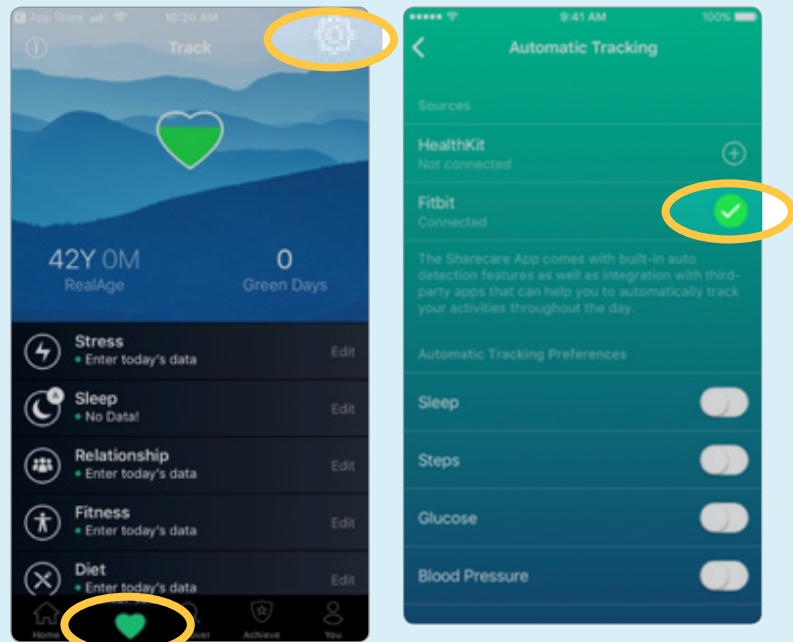 App Store
10:20 AM
Track
42Y 0M
RealAge
0
Green Days
Stress
• Enter today's data
Edit
Sleep
• No Data!
Edit
Relationship
• Enter today's data
Edit
Fitness
• Enter today's data
Edit
Diet
• Enter today's data
Edit
Home
Achieve
You
9:41 AM
100%
Automatic Tracking
Sources
HealthKit
Not connected
Fitbit
Connected
The Sharecare App comes with built-in auto
detection features as well as integration with third-
party apps that can help you to automatically track
your activities throughout the day.
Automatic Tracking Preferences
Sleep
Steps
Glucose
Blood Pressure